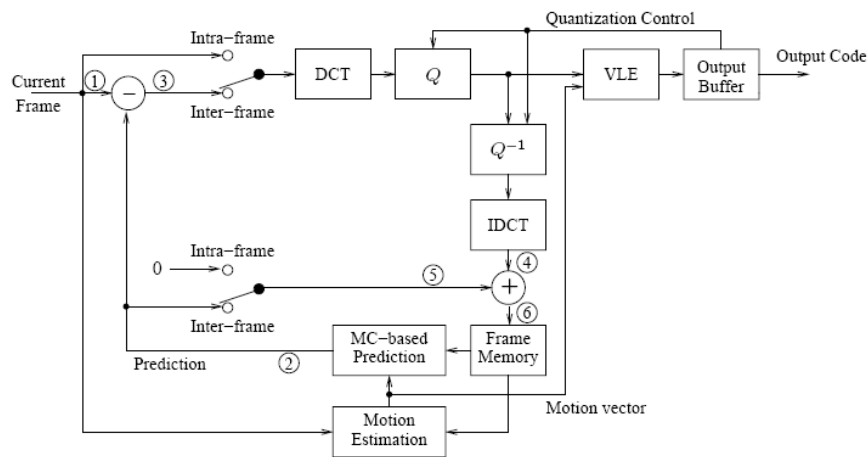 Quantization Control
Intra−frame
Output Code
Current
Frame
1
−
3
DCT
Q
VLE
Output
Buffer
Inter−frame
Q⁻¹
IDCT
Intra−frame
0
4
5
+
Inter−frame
6
MC−based
Prediction
Frame
Memory
Prediction
2
Motion vector
Motion
Estimation